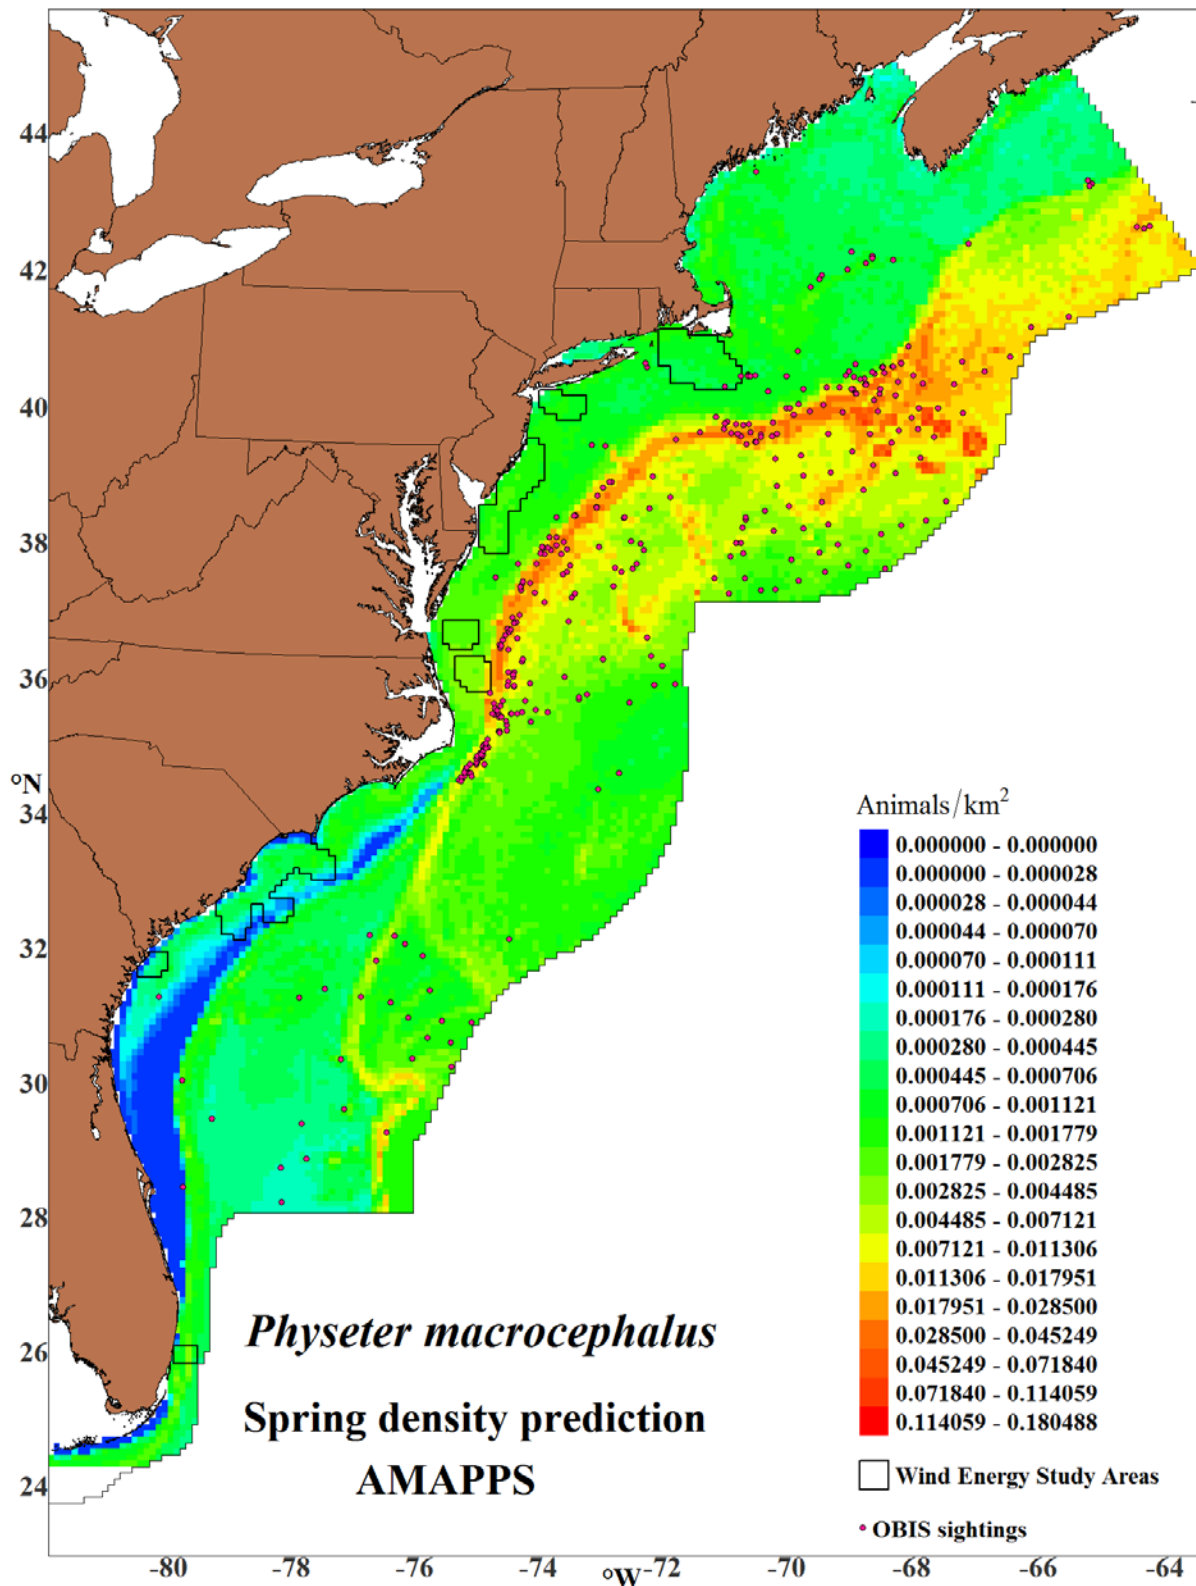 44
42
40
38
36
°N
34
32
30
28
26
24
Animals/km²
0.000000 - 0.000000
0.000000 - 0.000028
0.000028 - 0.000044
0.000044 - 0.000070
0.000070 - 0.000111
0.000111 - 0.000176
0.000176 - 0.000280
0.000280 - 0.000445
0.000445 - 0.000706
0.000706 - 0.001121
0.001121 - 0.001779
0.001779 - 0.002825
0.002825 - 0.004485
0.004485 - 0.007121
0.007121 - 0.011306
0.011306 - 0.017951
0.017951 - 0.028500
0.028500 - 0.045249
0.045249 - 0.071840
0.071840 - 0.114059
0.114059 - 0.180488
Wind Energy Study Areas
OBIS sightings
Physeter macrocephalus
Spring density prediction
AMAPPS
-80 -78 -76 -74 °W -72 -70 -68 -66 -64